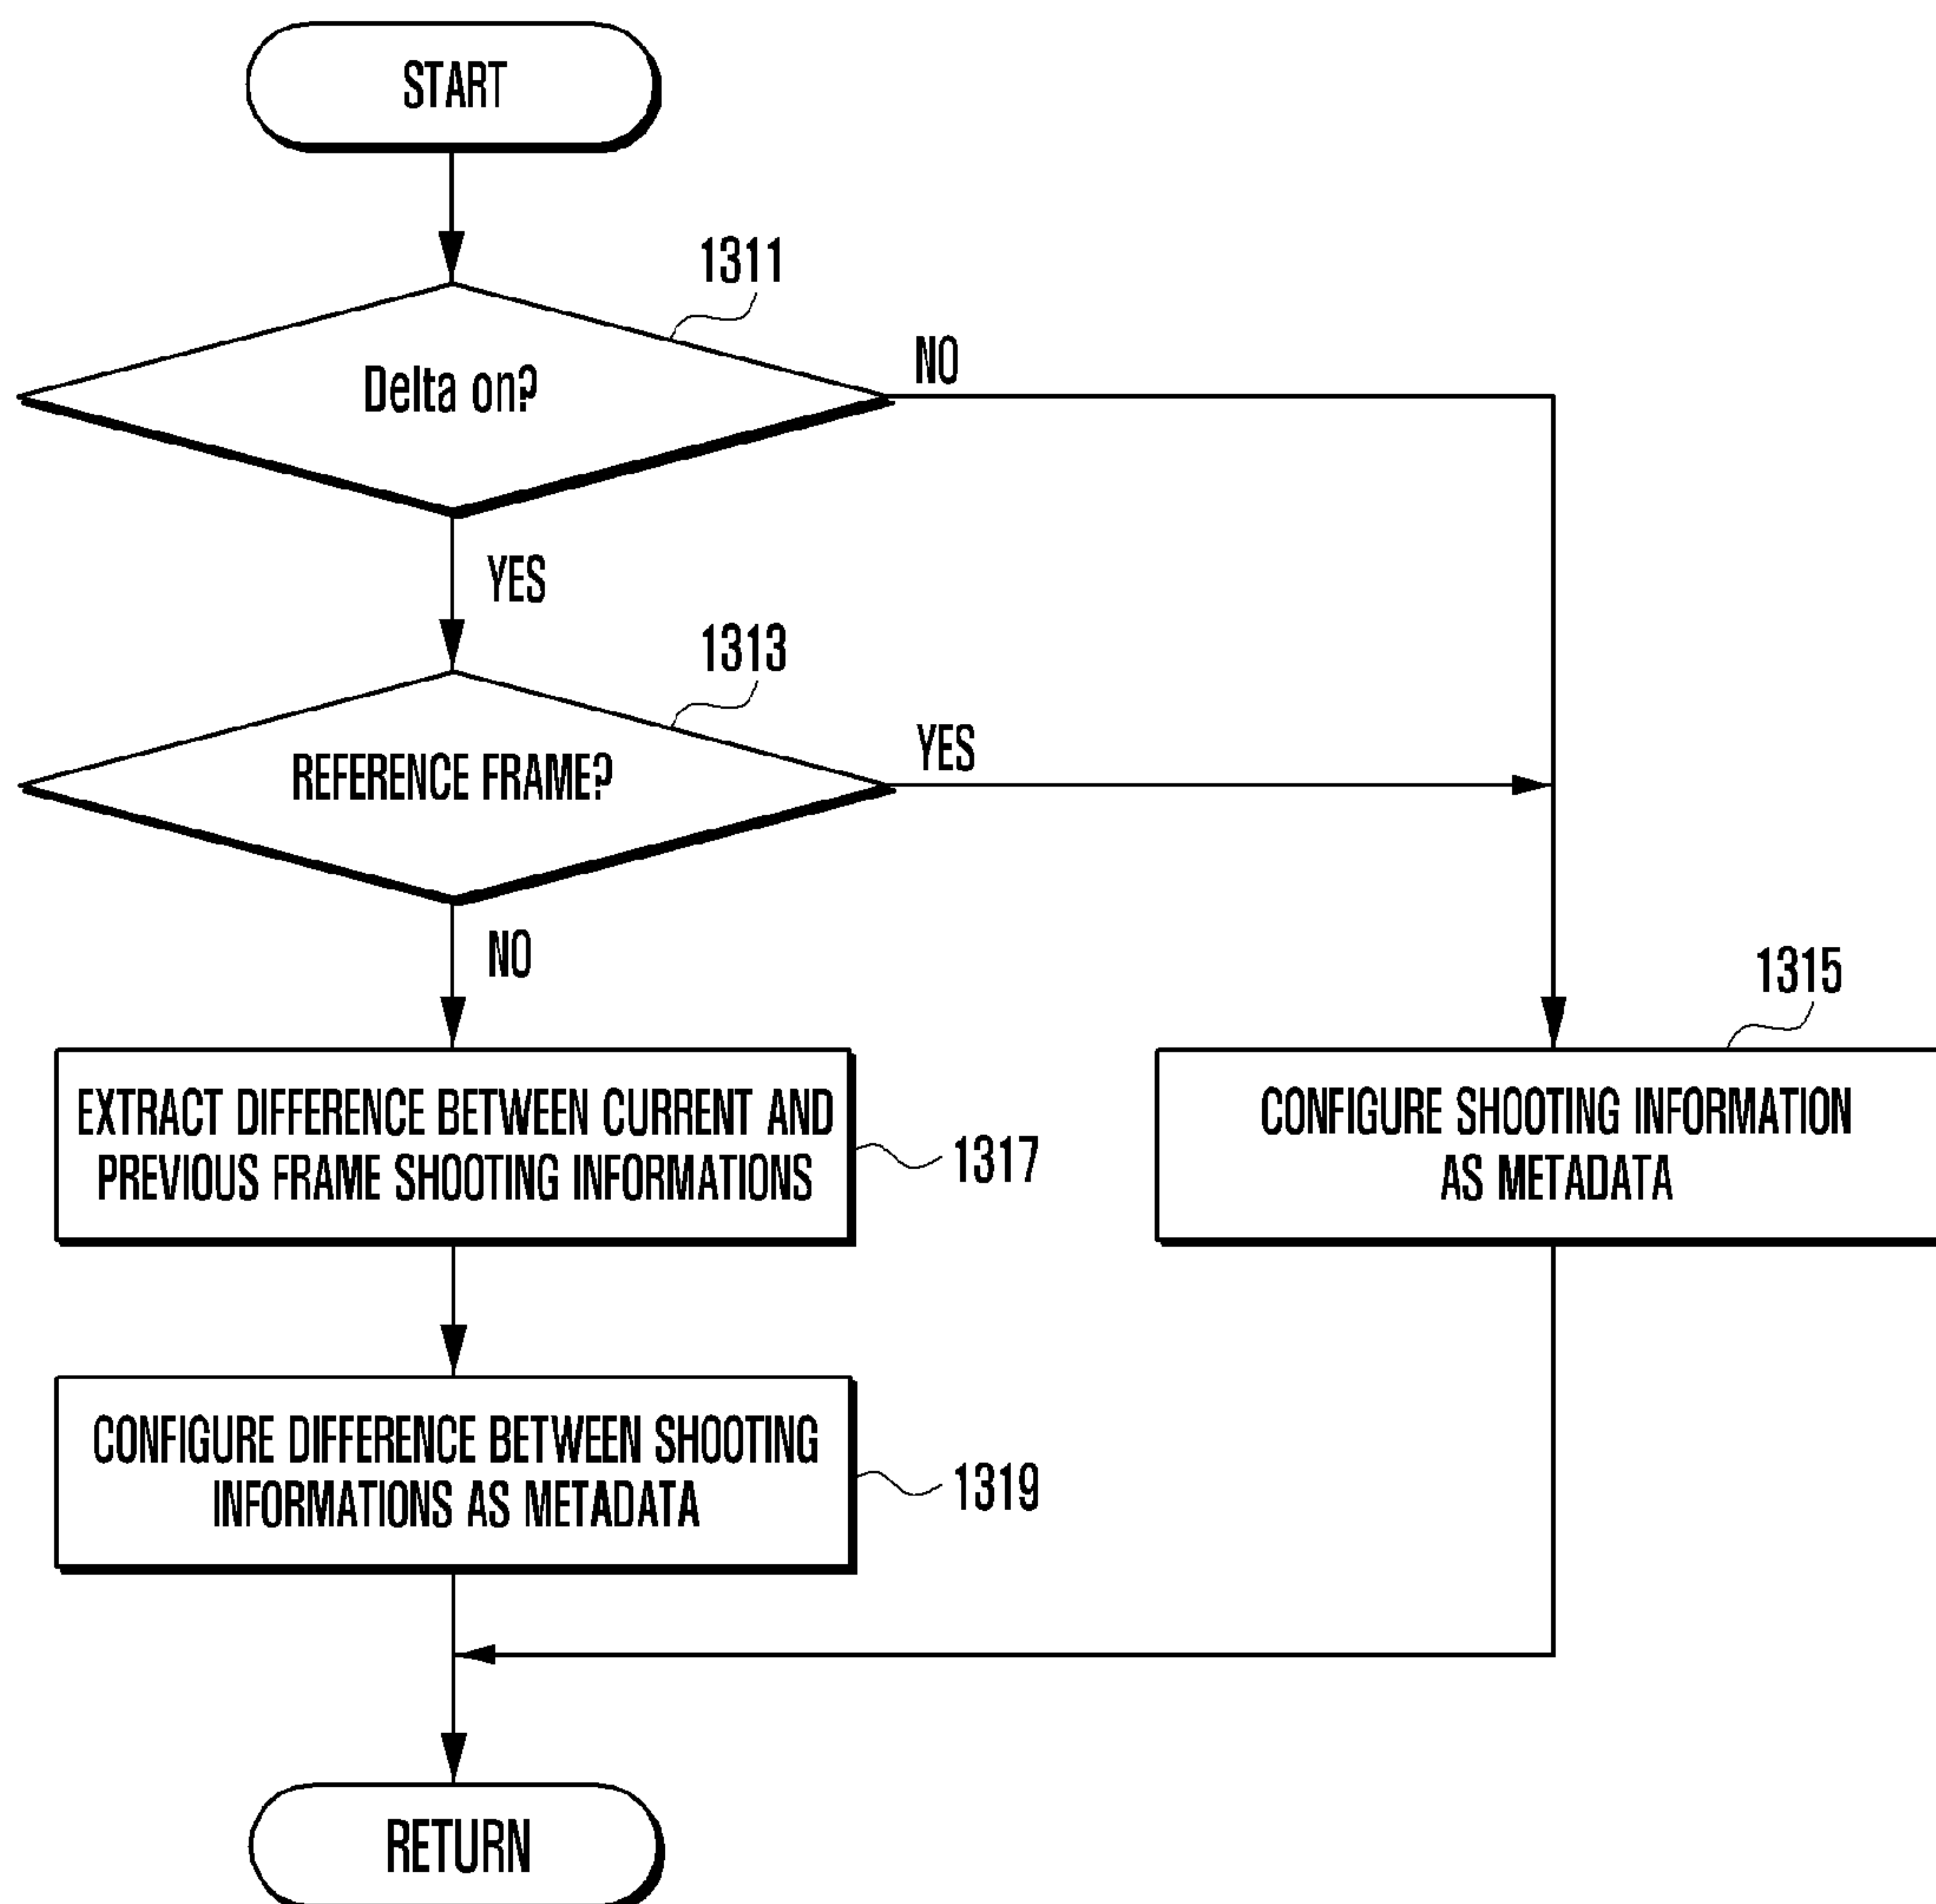 START
1311
Delta on?
NO
YES
1313
REFERENCE FRAME?
YES
NO
1315
EXTRACT DIFFERENCE BETWEEN CURRENT AND
PREVIOUS FRAME SHOOTING INFORMATIONS
1317
CONFIGURE SHOOTING INFORMATION
AS METADATA
CONFIGURE DIFFERENCE BETWEEN SHOOTING
INFORMATIONS AS METADATA
1319
RETURN